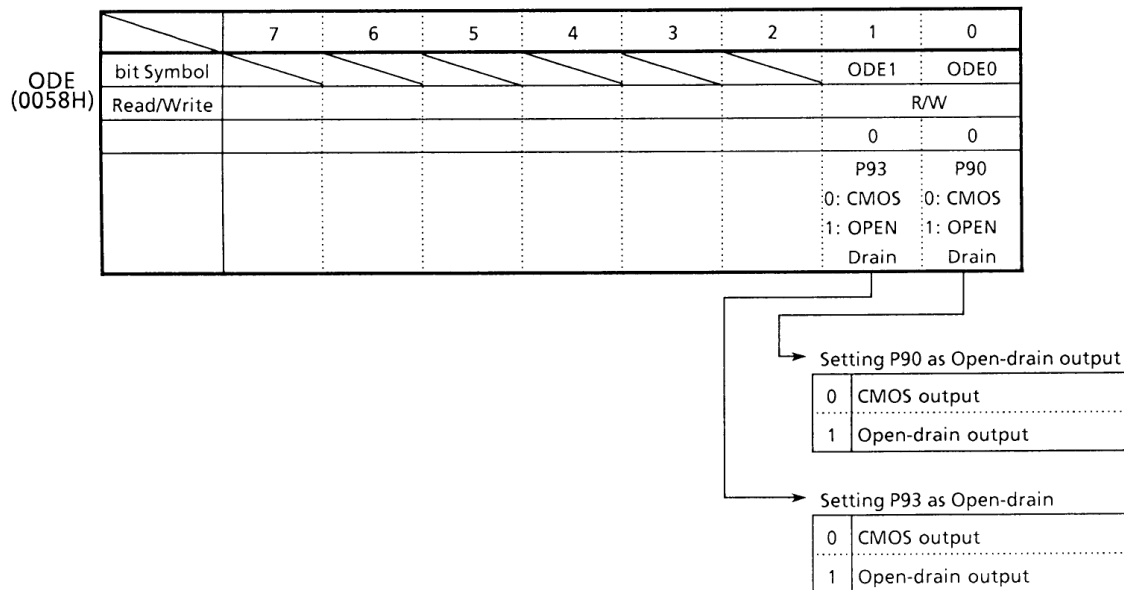 7 6 5 4 3 2 1 0
ODE
(0058H)
bit Symbol ODE1 ODE0
Read/Write R/W
0 0
P93 P90
0: CMOS 0: CMOS
1: OPEN 1: OPEN
Drain Drain
Setting P90 as Open-drain output
0 CMOS output
1 Open-drain output
Setting P93 as Open-drain
0 CMOS output
1 Open-drain output